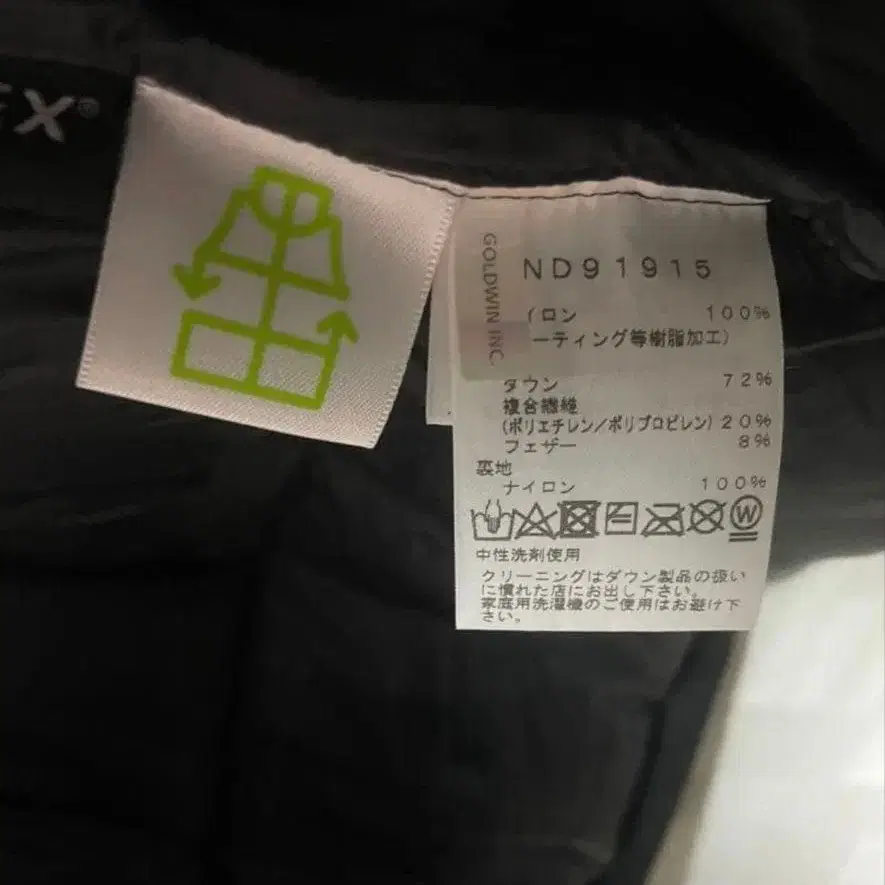 EX®
GOLDWIN INC.
ND91915
イロン 100%
ーティング等樹脂加工)
ダウン 72%
複合繊維
(ポリエチレン/ポリプロピレン) 20%
フェザー 8%
裏地
ナイロン 100%
W
中性洗剤使用
クリーニングはダウン製品の扱い
に慣れた店にお出し下さい。
家庭用洗濯機のご使用はお避け下
さい。